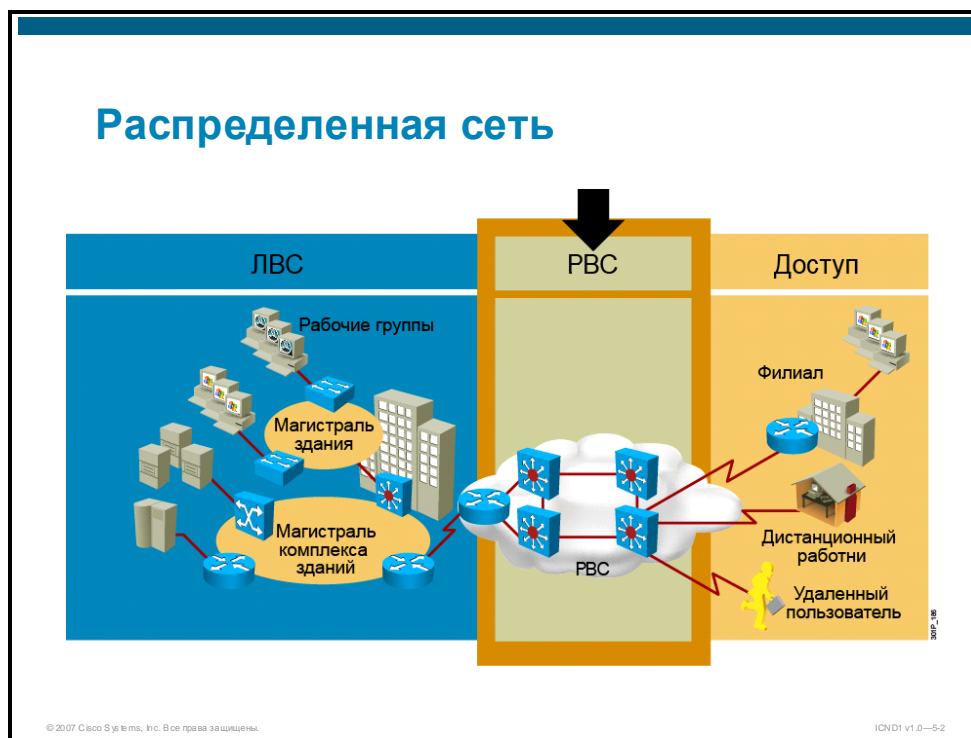 Распределенная сеть
ЛВС
РВС
Доступ
Рабочие группы
Филиал
Магистраль
здания
Магистраль
комплекса
зданий
РВС
Дистанционный
работни
Удаленный
пользователь
301P_185
© 2007 Cisco Systems, Inc. Все права защищены.
ICND1 v1.0—5-2